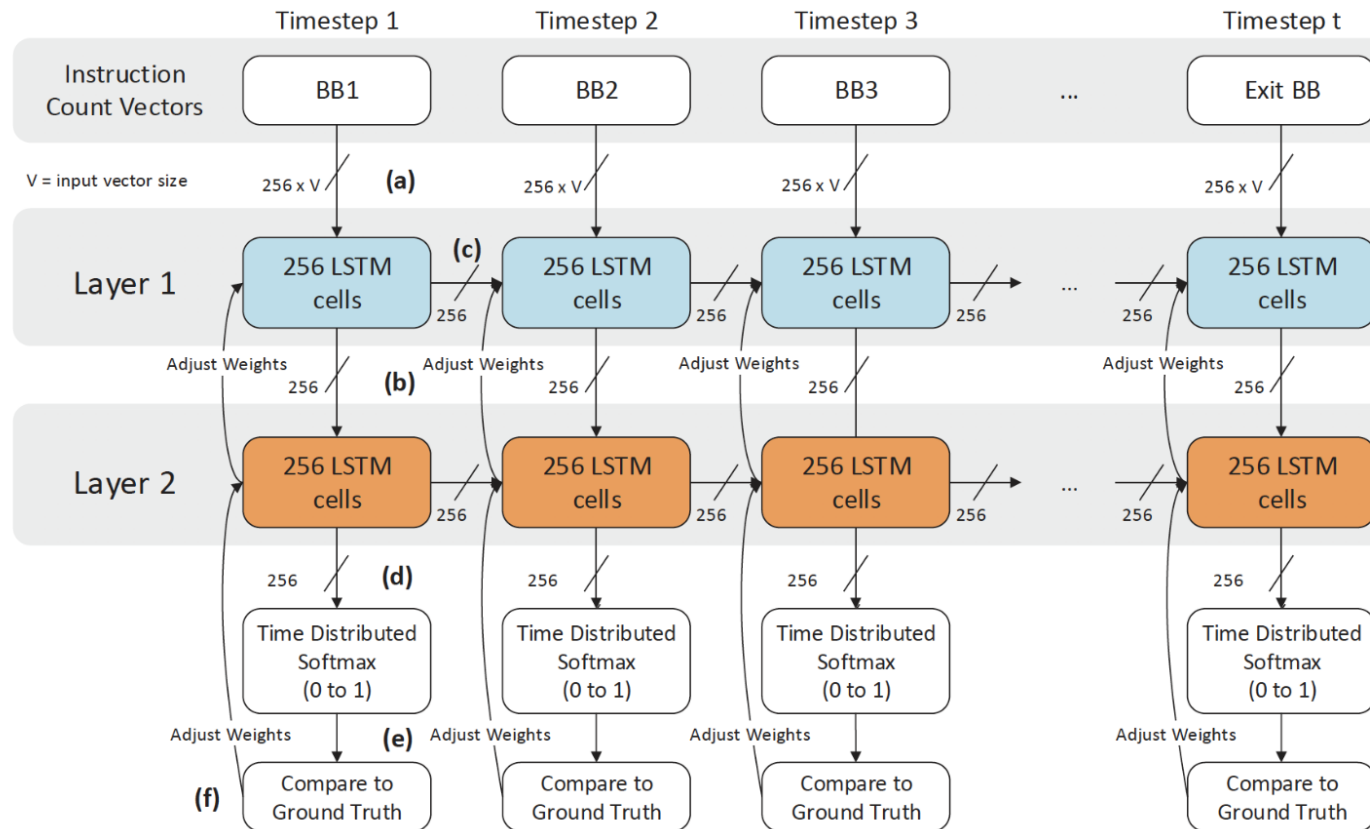 Timestep 1 Timestep 2 Timestep 3 Timestep t
Instruction
Count Vectors
BB1 BB2 BB3 ... Exit BB
V = input vector size
256 x V (a) 256 x V 256 x V 256 x V
Layer 1
256 LSTM
cells
(c)
256
256 LSTM
cells
256
256 LSTM
cells
256
...
256
256 LSTM
cells
Adjust Weights Adjust Weights Adjust Weights Adjust Weights
256 (b) 256 256 256
Layer 2
256 LSTM
cells
256
256 LSTM
cells
256
256 LSTM
cells
256
...
256
256 LSTM
cells
256 (d) 256 256 256
Time Distributed
Softmax
(0 to 1)
Time Distributed
Softmax
(0 to 1)
Time Distributed
Softmax
(0 to 1)
Time Distributed
Softmax
(0 to 1)
Adjust Weights (e) Adjust Weights Adjust Weights Adjust Weights
(f)
Compare to
Ground Truth
Compare to
Ground Truth
Compare to
Ground Truth
Compare to
Ground Truth